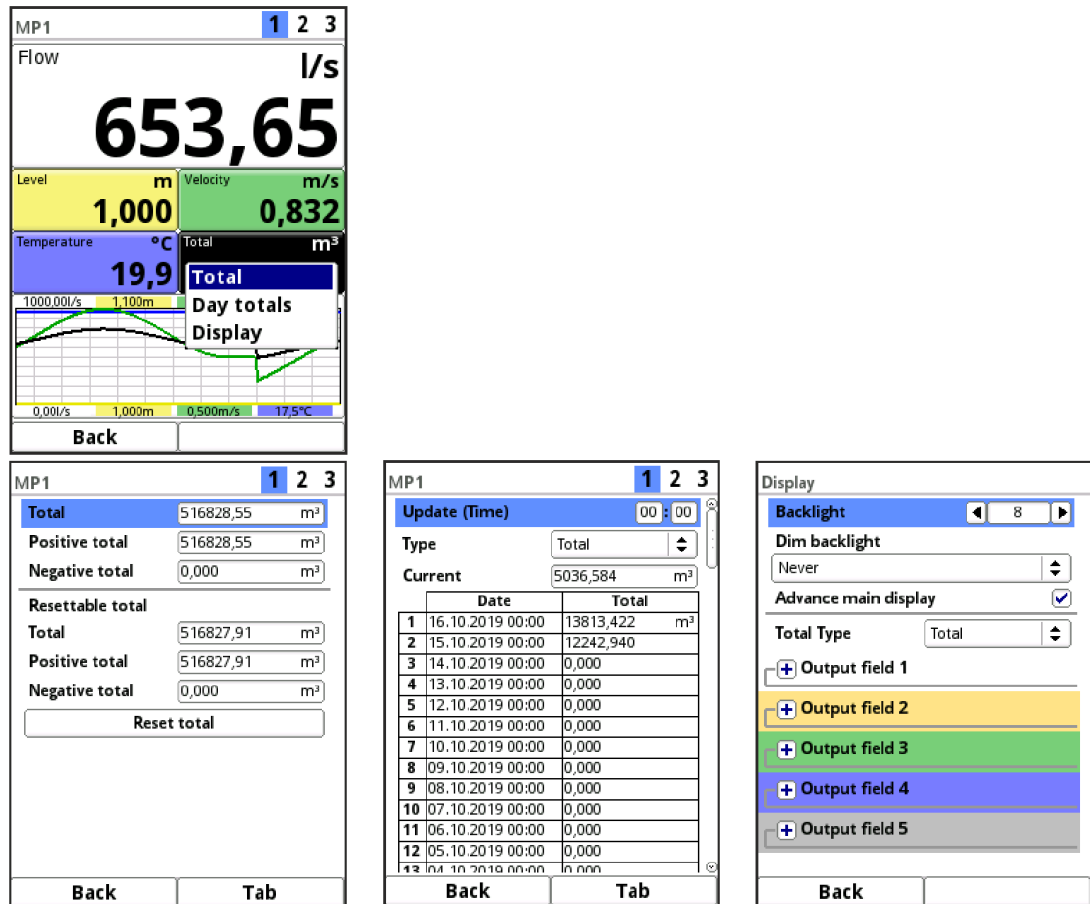 MP1 1 2 3
Flow l/s
653,65
Level m Velocity m/s
1,000 0,832
Temperature °C Total m³
19,9
Total
Day totals
Display
1000,00l/s 1,100m
0,00l/s 1,000m 0,500m/s 17,5°C
Back
MP1 1 2 3
Total 516828,55 m³
Positive total 516828,55 m³
Negative total 0,000 m³
Resettable total
Total 516827,91 m³
Positive total 516827,91 m³
Negative total 0,000 m³
Reset total
Back Tab
MP1 1 2 3
Update (Time) 00 : 00
Type Total
Current 5036,584 m³
Date Total
1 16.10.2019 00:00 13813,422 m³
2 15.10.2019 00:00 12242,940
3 14.10.2019 00:00 0,000
4 13.10.2019 00:00 0,000
5 12.10.2019 00:00 0,000
6 11.10.2019 00:00 0,000
7 10.10.2019 00:00 0,000
8 09.10.2019 00:00 0,000
9 08.10.2019 00:00 0,000
10 07.10.2019 00:00 0,000
11 06.10.2019 00:00 0,000
12 05.10.2019 00:00 0,000
13 04.10.2019 00:00 0,000
Back Tab
Display
Backlight 8
Dim backlight
Never
Advance main display
Total Type Total
Output field 1
Output field 2
Output field 3
Output field 4
Output field 5
Back